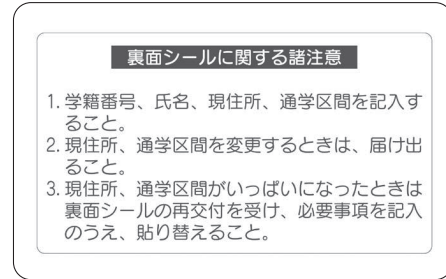 裏面シールに関する諸注意
1. 学籍番号、氏名、現住所、通学区間を記入す
ること。
2. 現住所、通学区間を変更するときは、届け出
ること。
3. 現住所、通学区間がいっぱいになったときは
裏面シールの再交付を受け、必要事項を記入
のうえ、貼り替えること。